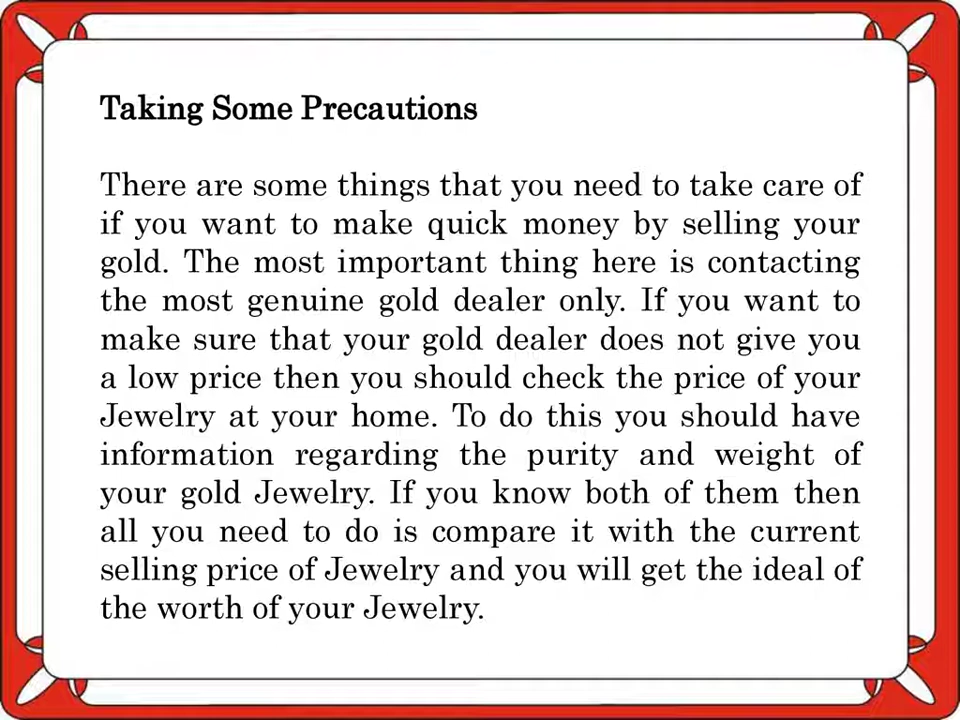 Taking Some Precautions
There are some things that you need to take care of
if you want to make quick money by selling your
gold. The most important thing here is contacting
the most genuine gold dealer only. If you want to
make sure that your gold dealer does not give you
a low price then you should check the price of your
Jewelry at your home. To do this you should have
information regarding the purity and weight of
your gold Jewelry. If you know both of them then
all you need to do is compare it with the current
selling price of Jewelry and you will get the ideal of
the worth of your Jewelry.